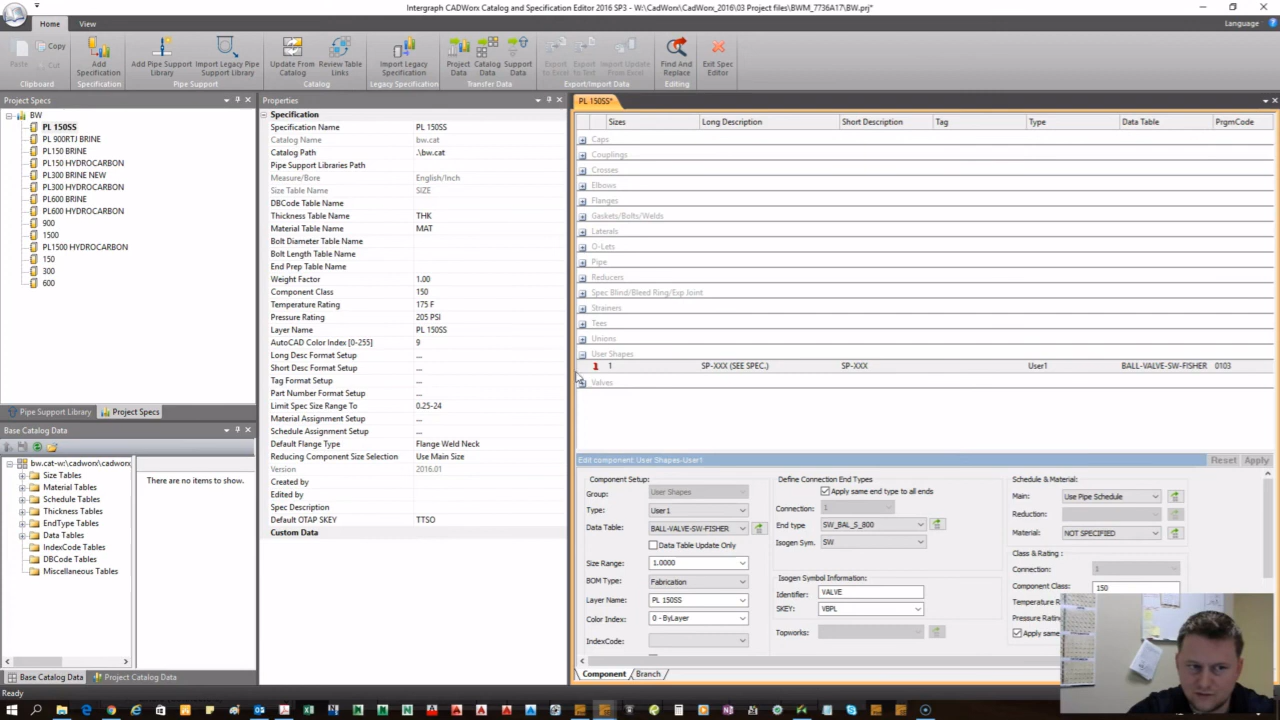 Intergraph CADWorx Catalog and Specification Editor 2016 SP3 - W:\CadWorx\CadWorx_2016\03 Project files\BWM_7736A17\BW.prj*
Home View Language
Paste Copy Cut Add Specification Add Pipe Support Library Import Legacy Pipe Support Library Update From Catalog Review Table Links Import Legacy Specification Project Data Catalog Data Support Data Export to Excel Export to Text Import Update From Excel Find And Replace Exit Spec Editor
Clipboard Specification Pipe Support Catalog Legacy Specification Transfer Data Export/Import Data Editing
Project Specs
BW
PL 150SS
PL 900RTJ BRINE
PL150 BRINE
PL150 HYDROCARBON
PL300 BRINE NEW
PL300 HYDROCARBON
PL600 BRINE
PL600 HYDROCARBON
900
1500
PL1500 HYDROCARBON
150
300
600
Pipe Support Library Project Specs
Base Catalog Data
bw.cat-w:\cadworx\cadworx
Size Tables
Material Tables
Schedule Tables
Thickness Tables
EndType Tables
Data Tables
IndexCode Tables
DBCode Tables
Miscellaneous Tables
There are no items to show.
Base Catalog Data Project Catalog Data
Ready
Properties
Specification
Specification Name PL 150SS
Catalog Name bw.cat
Catalog Path .\bw.cat
Pipe Support Libraries Path
Measure/Bore English/Inch
Size Table Name SIZE
DBCode Table Name
Thickness Table Name THK
Material Table Name MAT
Bolt Diameter Table Name
Bolt Length Table Name
End Prep Table Name
Weight Factor 1.00
Component Class 150
Temperature Rating 175 F
Pressure Rating 205 PSI
Layer Name PL 150SS
AutoCAD Color Index [0-255] 9
Long Desc Format Setup ...
Short Desc Format Setup ...
Tag Format Setup ...
Part Number Format Setup ...
Limit Spec Size Range To 0.25-24
Material Assignment Setup ...
Schedule Assignment Setup ...
Default Flange Type Flange Weld Neck
Reducing Component Size Selection Use Main Size
Version 2016.01
Created by
Edited by
Spec Description
Default OTAP SKEY TTSO
Custom Data
PL 150SS*
Sizes Long Description Short Description Tag Type Data Table PrgmCode
Caps
Couplings
Crosses
Elbows
Flanges
Gaskets/Bolts/Welds
Laterals
O-Lets
Pipe
Reducers
Spec Blind/Bleed Ring/Exp Joint
Strainers
Tees
Unions
User Shapes
1 1 SP-XXX (SEE SPEC.) SP-XXX User1 BALL-VALVE-SW-FISHER 0103
Valves
Edit component: User Shapes-User1 Reset Apply
Component Setup:
Group: User Shapes
Type: User1
Data Table: BALL-VALVE-SW-FISHER
Data Table Update Only
Size Range: 1.0000
BOM Type: Fabrication
Layer Name: PL 150SS
Color Index: 0 - ByLayer
IndexCode:
Define Connection End Types
Apply same end type to all ends
Connection: 1
End type SW_BAL_S_800
Isogen Sym. SW
Isogen Symbol Information:
Identifier: VALVE
SKEY: VBPL
Topworks:
Schedule & Material:
Main: Use Pipe Schedule
Reduction:
Material: NOT SPECIFIED
Class & Rating:
Connection: 1
Component Class: 150
Temperature R
Pressure Ratin
Apply same
Component Branch